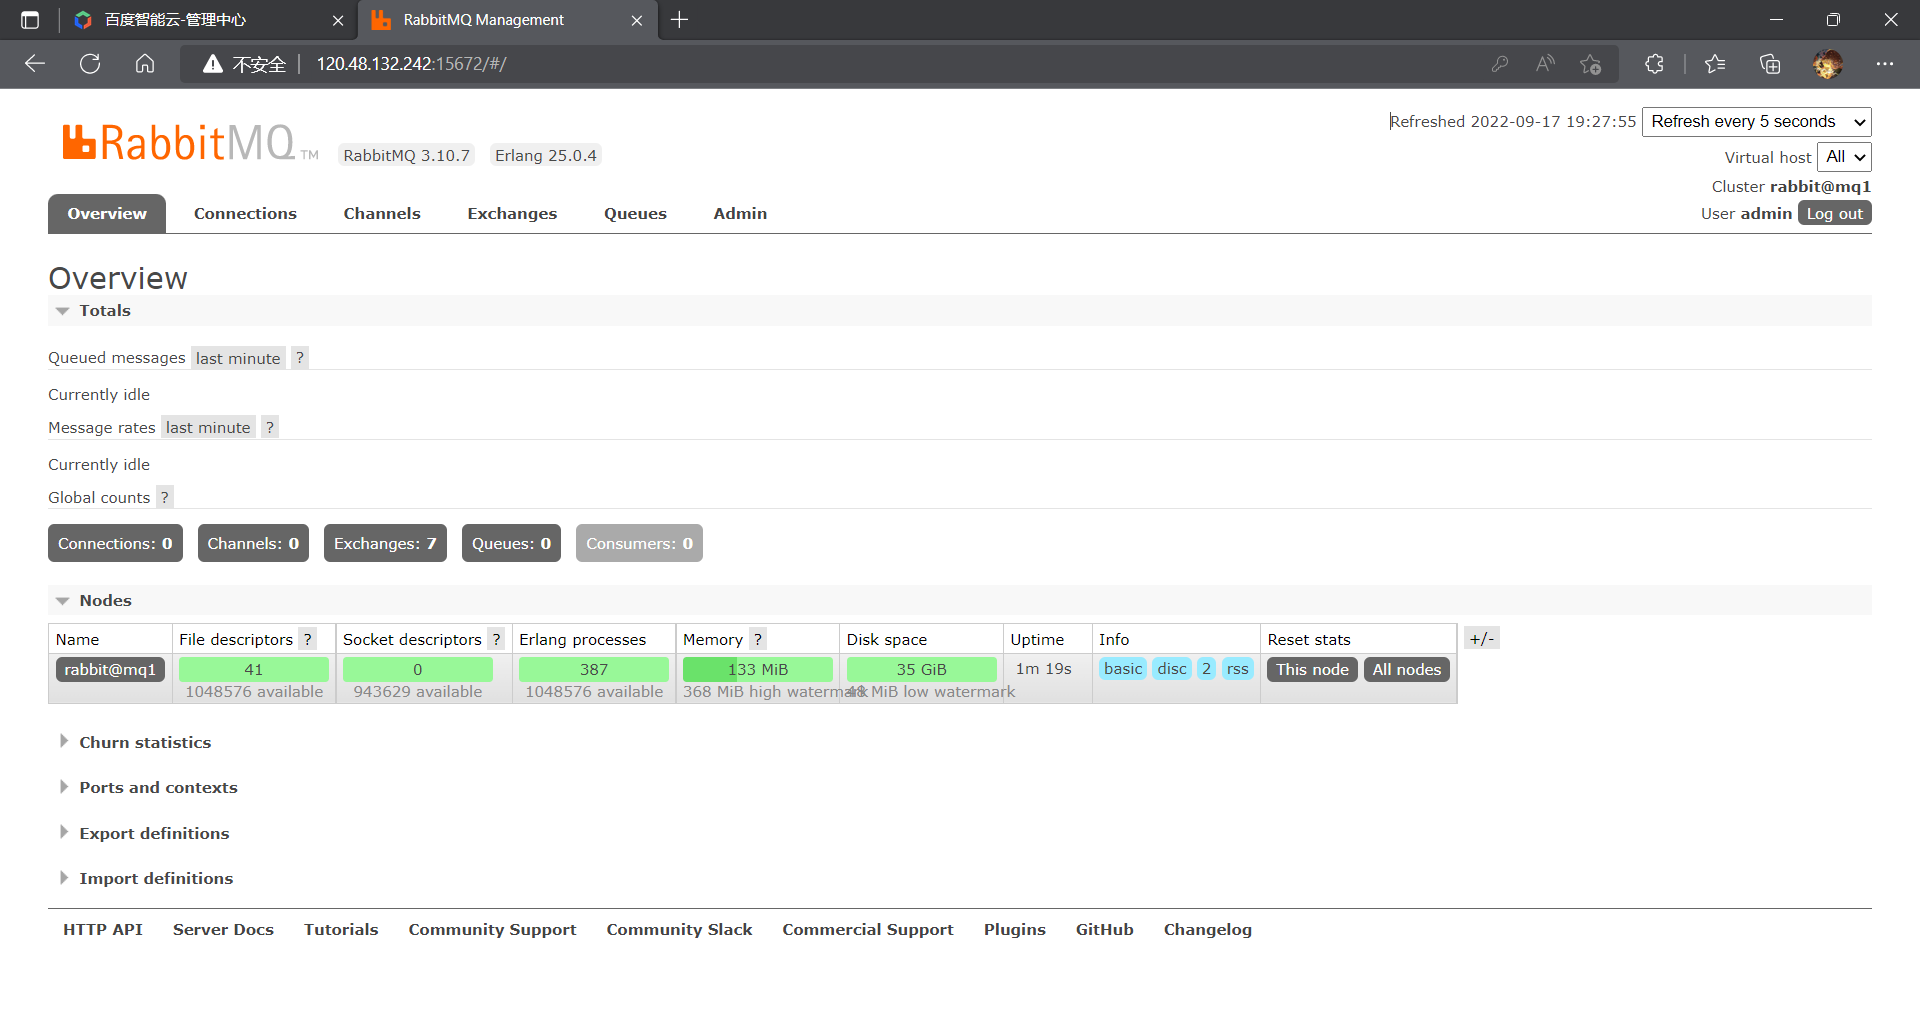 百度智能云-管理中心
RabbitMQ Management
不安全
120.48.132.242:15672/#/
RabbitMQ TM
RabbitMQ 3.10.7 Erlang 25.0.4
Refreshed 2022-09-17 19:27:55 Refresh every 5 seconds
Virtual host All
Cluster rabbit@mq1
User admin Log out
Overview Connections Channels Exchanges Queues Admin
Overview
Totals
Queued messages last minute ?
Currently idle
Message rates last minute ?
Currently idle
Global counts ?
Connections: 0 Channels: 0 Exchanges: 7 Queues: 0 Consumers: 0
Nodes
Name File descriptors ? Socket descriptors ? Erlang processes Memory ? Disk space Uptime Info Reset stats +/-
rabbit@mq1 41 0 387 133 MiB 35 GiB 1m 19s basic disc 2 rss This node All nodes
1048576 available 943629 available 1048576 available 368 MiB high watermark 48 MiB low watermark
Churn statistics
Ports and contexts
Export definitions
Import definitions
HTTP API Server Docs Tutorials Community Support Community Slack Commercial Support Plugins GitHub Changelog